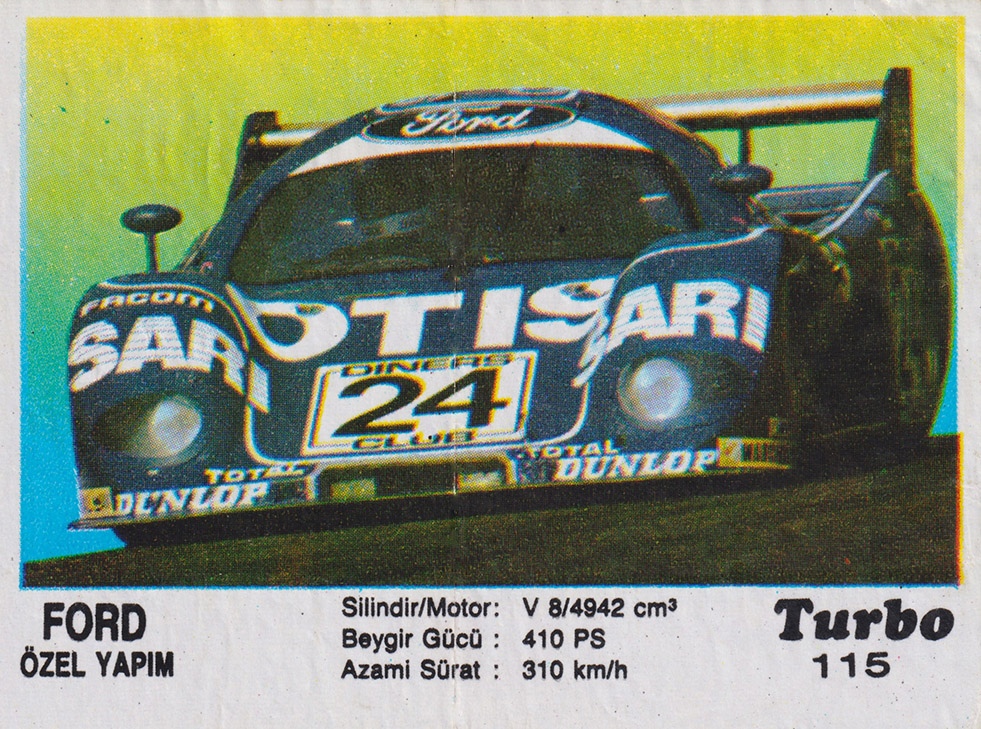 Ford
FACOM
SARI
OTIS
SARI
DINERS
24
CLUB
TOTAL
DUNLOP
TOTAL
DUNLOP
FORD
ÖZEL YAPIM
Silindir/Motor: V 8/4942 cm³
Beygir Gücü : 410 PS
Azami Sürat : 310 km/h
Turbo
115